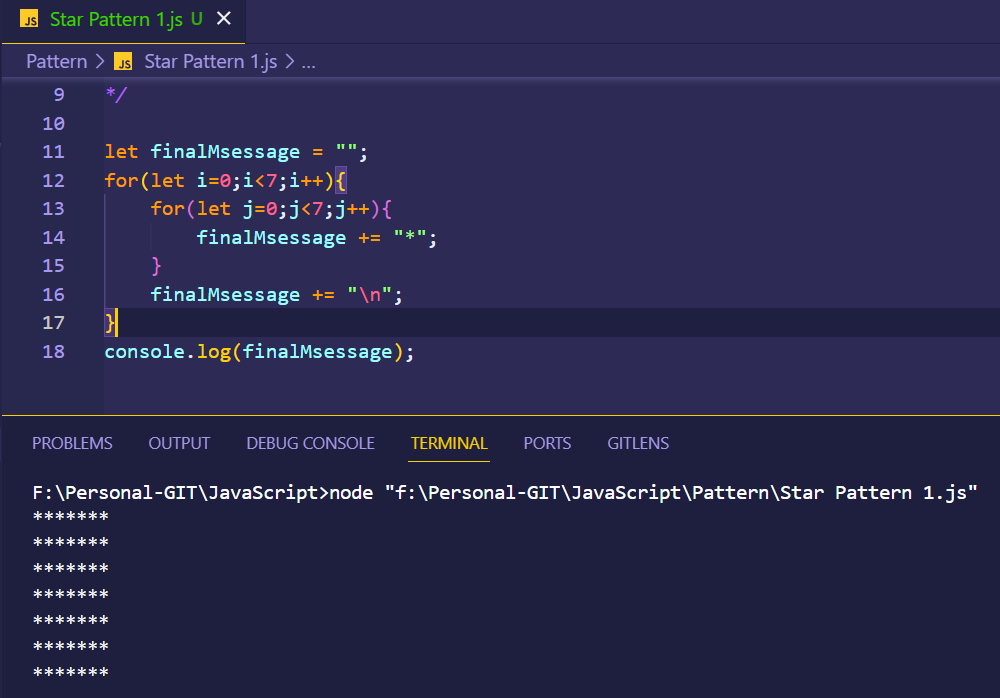 JS Star Pattern 1.js U ×
Pattern > JS Star Pattern 1.js > ...
9 */
10
11 let finalMsessage = "";
12 for(let i=0;i<7;i++){
13     for(let j=0;j<7;j++){
14         finalMsessage += "*";
15     }
16     finalMsessage += "\n";
17 }
18 console.log(finalMsessage);
PROBLEMS OUTPUT DEBUG CONSOLE TERMINAL PORTS GITLENS
F:\Personal-GIT\JavaScript>node "f:\Personal-GIT\JavaScript\Pattern\Star Pattern 1.js"
*******
*******
*******
*******
*******
*******
*******